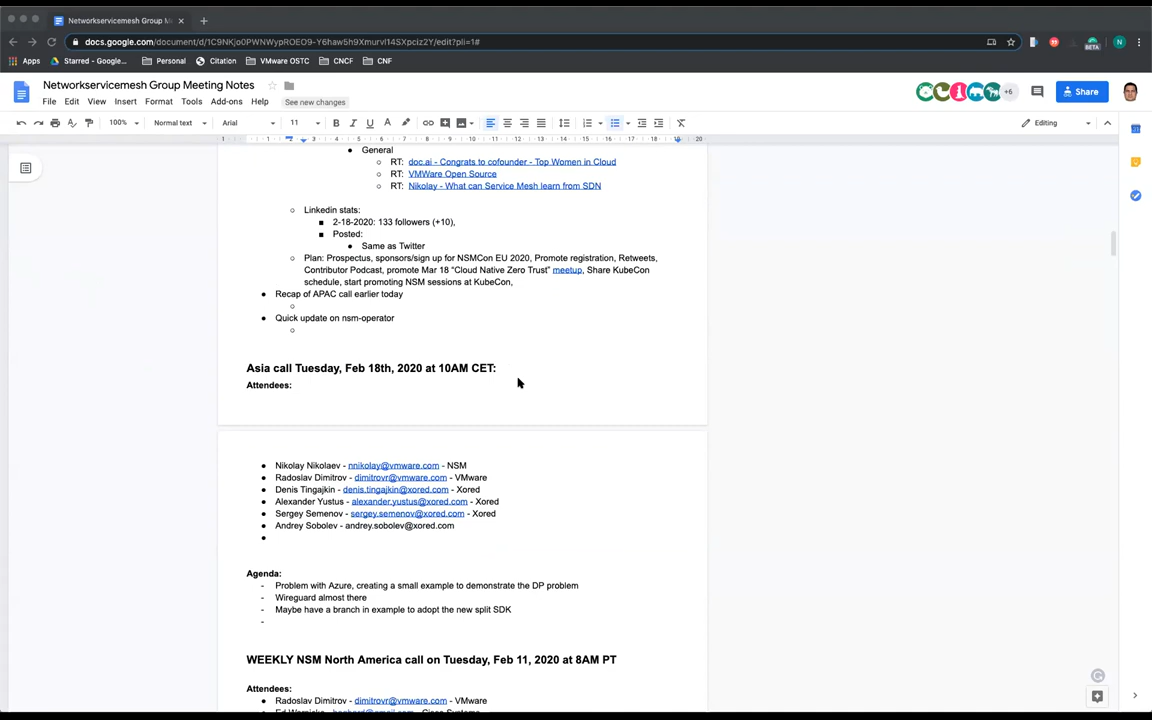 Networkservicemesh Group M
docs.google.com/document/d/1C9NKjo0PWNWypROEO9-Y6haw5h9Xmurvl14SXpciz2Y/edit?pli=1#
Apps
Starred - Google...
Personal
Citation
VMware OSTC
CNCF
CNF
BETA
N
Networkservicemesh Group Meeting Notes
File Edit View Insert Format Tools Add-ons Help See new changes
+6
Share
100% Normal text Arial 11 Editing
General
RT: doc.ai - Congrats to cofounder - Top Women in Cloud
RT: VMWare Open Source
RT: Nikolay - What can Service Mesh learn from SDN
Linkedin stats:
2-18-2020: 133 followers (+10),
Posted:
Same as Twitter
Plan: Prospectus, sponsors/sign up for NSMCon EU 2020, Promote registration, Retweets,
Contributor Podcast, promote Mar 18 “Cloud Native Zero Trust” meetup, Share KubeCon
schedule, start promoting NSM sessions at KubeCon,
Recap of APAC call earlier today
Quick update on nsm-operator
Asia call Tuesday, Feb 18th, 2020 at 10AM CET:
Attendees:
Nikolay Nikolaev - nnikolay@vmware.com - NSM
Radoslav Dimitrov - dimitrovr@vmware.com - VMware
Denis Tingajkin - denis.tingajkin@xored.com - Xored
Alexander Yustus - alexander.yustus@xored.com - Xored
Sergey Semenov - sergey.semenov@xored.com - Xored
Andrey Sobolev - andrey.sobolev@xored.com
Agenda:
- Problem with Azure, creating a small example to demonstrate the DP problem
- Wireguard almost there
- Maybe have a branch in example to adopt the new split SDK
-
WEEKLY NSM North America call on Tuesday, Feb 11, 2020 at 8AM PT
Attendees:
Radoslav Dimitrov - dimitrovr@vmware.com - VMware